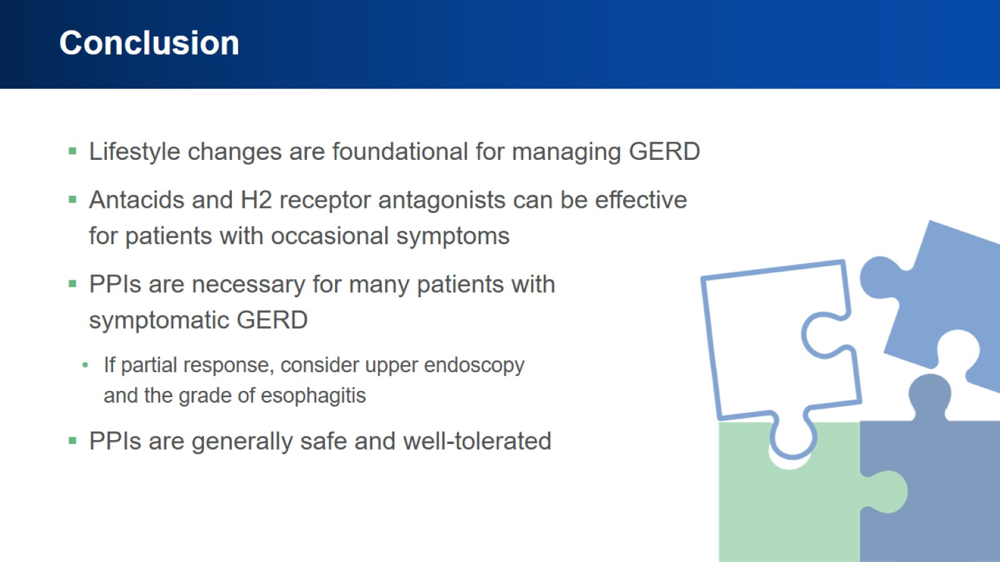 Conclusion
▪ Lifestyle changes are foundational for managing GERD
▪ Antacids and H2 receptor antagonists can be effective
for patients with occasional symptoms
▪ PPIs are necessary for many patients with
symptomatic GERD
• If partial response, consider upper endoscopy
and the grade of esophagitis
▪ PPIs are generally safe and well-tolerated